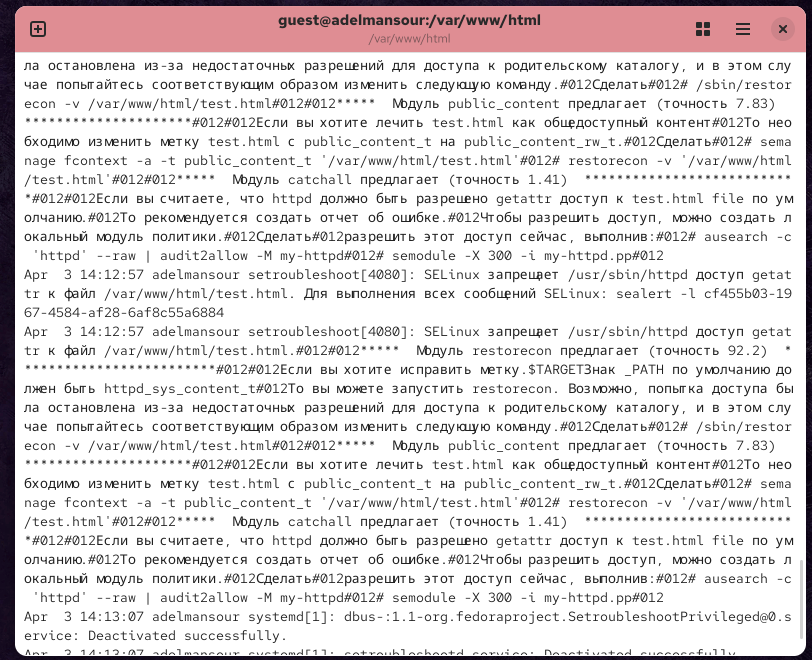 guest@adelmansour:/var/www/html
/var/www/html
ла остановлена из-за недостаточных разрешений для доступа к родительскому каталогу, и в этом слу
чае попытайтесь соответствующим образом изменить следующую команду.#012Сделать#012# /sbin/restor
econ -v /var/www/html/test.html#012#012*****  Модуль public_content предлагает (точность 7.83)
*********************#012#012Если вы хотите лечить test.html как общедоступный контент#012То нео
бходимо изменить метку test.html с public_content_t на public_content_rw_t.#012Сделать#012# sema
nage fcontext -a -t public_content_t '/var/www/html/test.html'#012# restorecon -v '/var/www/html
/test.html'#012#012*****  Модуль catchall предлагает (точность 1.41)  **************************
*#012#012Если вы считаете, что httpd должно быть разрешено getattr доступ к test.html file по ум
олчанию.#012То рекомендуется создать отчет об ошибке.#012Чтобы разрешить доступ, можно создать л
окальный модуль политики.#012Сделать#012разрешить этот доступ сейчас, выполнив:#012# ausearch -c
 'httpd' --raw | audit2allow -M my-httpd#012# semodule -X 300 -i my-httpd.pp#012
Apr  3 14:12:57 adelmansour setroubleshoot[4080]: SELinux запрещает /usr/sbin/httpd доступ getat
tr к файл /var/www/html/test.html. Для выполнения всех сообщений SELinux: sealert -l cf455b03-19
67-4584-af28-6af8c55a6884
Apr  3 14:12:57 adelmansour setroubleshoot[4080]: SELinux запрещает /usr/sbin/httpd доступ getat
tr к файл /var/www/html/test.html.#012#012*****  Модуль restorecon предлагает (точность 92.2)  *
************************#012#012Если вы хотите исправить метку.$TARGETЗнак _PATH по умолчанию до
лжен быть httpd_sys_content_t#012То вы можете запустить restorecon. Возможно, попытка доступа бы
ла остановлена из-за недостаточных разрешений для доступа к родительскому каталогу, и в этом слу
чае попытайтесь соответствующим образом изменить следующую команду.#012Сделать#012# /sbin/restor
econ -v /var/www/html/test.html#012#012*****  Модуль public_content предлагает (точность 7.83)
*********************#012#012Если вы хотите лечить test.html как общедоступный контент#012То нео
бходимо изменить метку test.html с public_content_t на public_content_rw_t.#012Сделать#012# sema
nage fcontext -a -t public_content_t '/var/www/html/test.html'#012# restorecon -v '/var/www/html
/test.html'#012#012*****  Модуль catchall предлагает (точность 1.41)  **************************
*#012#012Если вы считаете, что httpd должно быть разрешено getattr доступ к test.html file по ум
олчанию.#012То рекомендуется создать отчет об ошибке.#012Чтобы разрешить доступ, можно создать л
окальный модуль политики.#012Сделать#012разрешить этот доступ сейчас, выполнив:#012# ausearch -c
 'httpd' --raw | audit2allow -M my-httpd#012# semodule -X 300 -i my-httpd.pp#012
Apr  3 14:13:07 adelmansour systemd[1]: dbus-:1.1-org.fedoraproject.SetroubleshootPrivileged@0.s
ervice: Deactivated successfully.
Apr  3 14:13:07 adelmansour systemd[1]: setroubleshootd.service: Deactivated successfully.